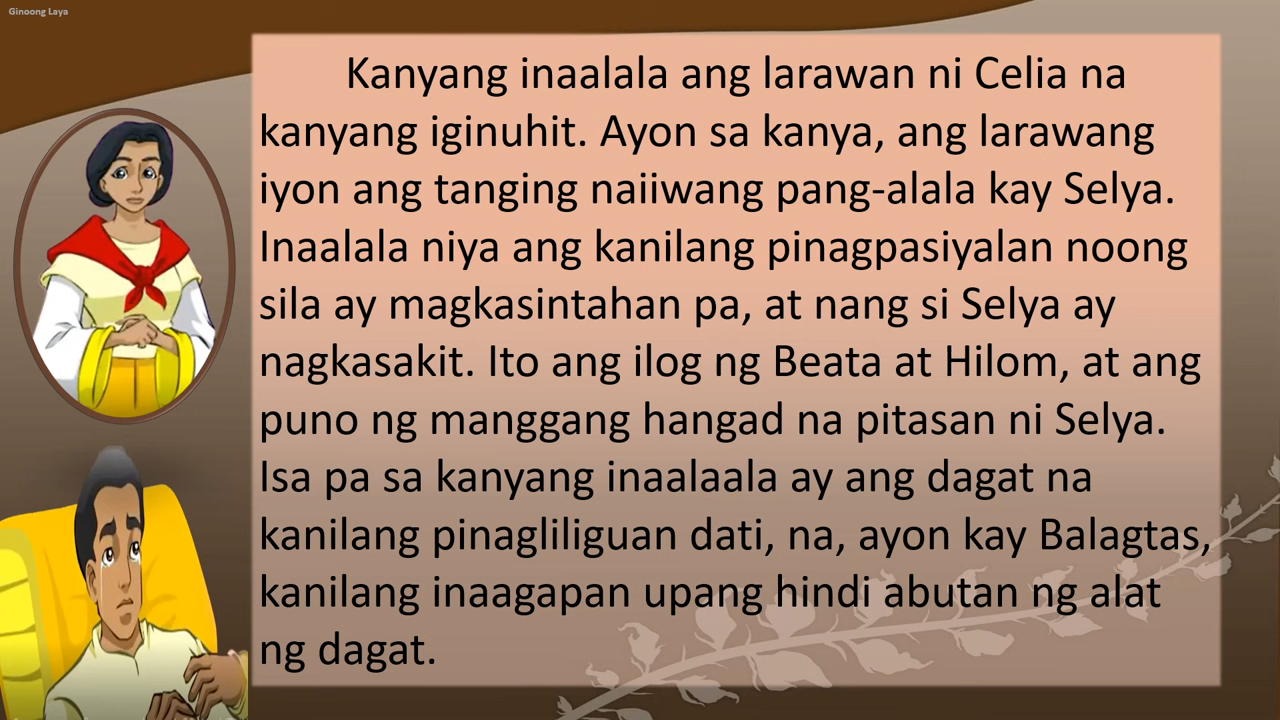 Ginoong Laya
Kanyang inaalala ang larawan ni Celia na
kanyang iginuhit. Ayon sa kanya, ang larawang
iyon ang tanging naiiwang pang-alala kay Selya.
Inaalala niya ang kanilang pinagpasiyalan noong
sila ay magkasintahan pa, at nang si Selya ay
nagkasakit. Ito ang ilog ng Beata at Hilom, at ang
puno ng manggang hangad na pitasan ni Selya.
Isa pa sa kanyang inaalaala ay ang dagat na
kanilang pinagliliguan dati, na, ayon kay Balagtas,
kanilang inaagapan upang hindi abutan ng alat
ng dagat.